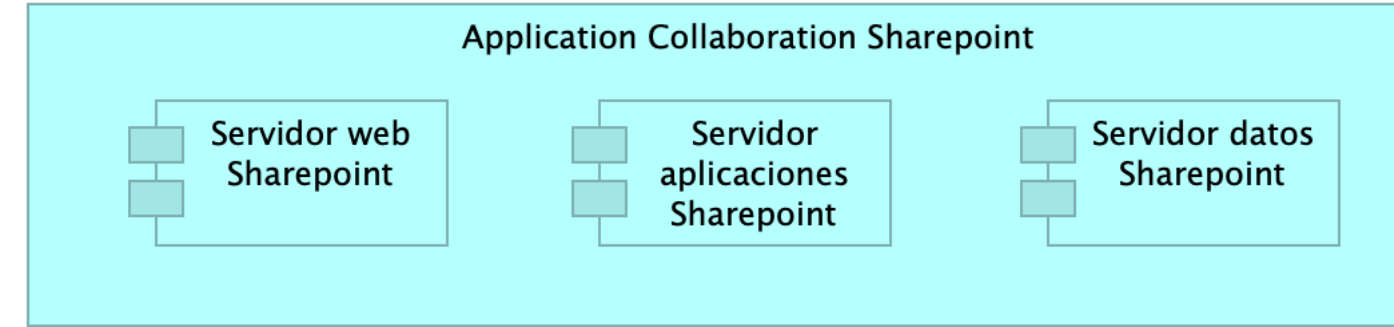 Application Collaboration Sharepoint
Servidor web
Sharepoint
Servidor
aplicaciones
Sharepoint
Servidor datos
Sharepoint